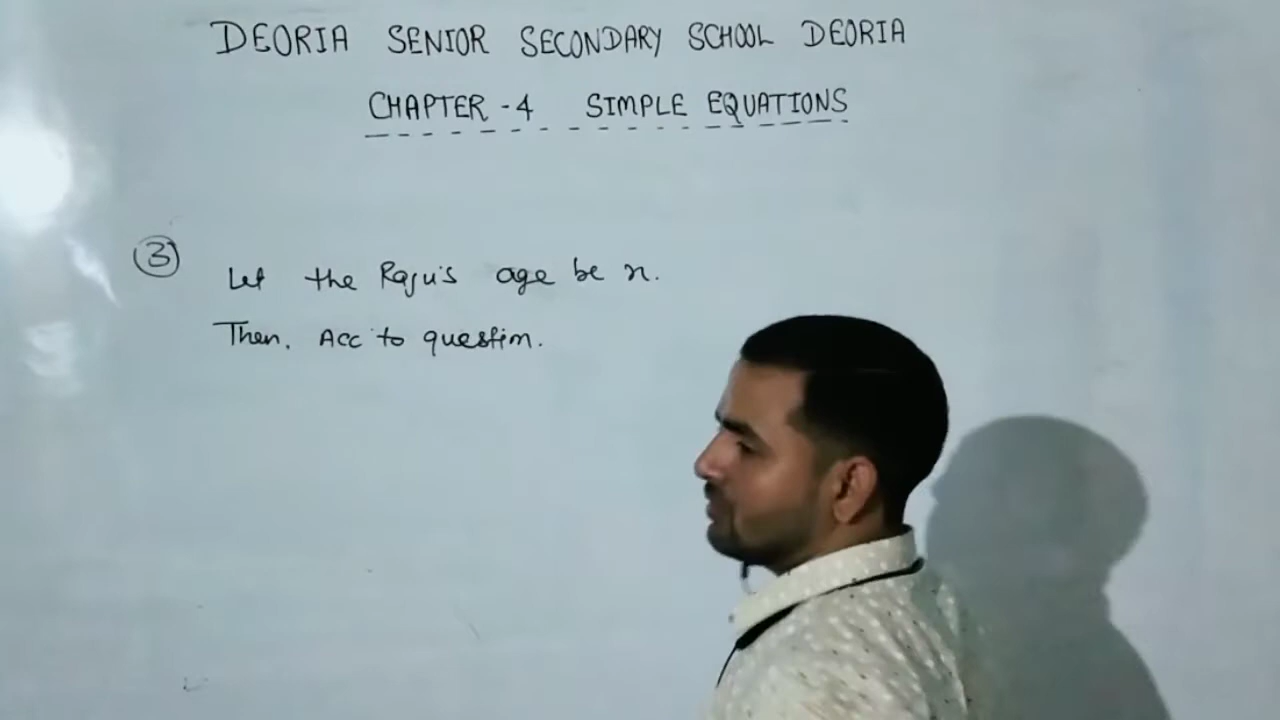 DEORIA SENIOR SECONDARY SCHOOL DEORIA
CHAPTER - 4 SIMPLE EQUATIONS
3
Let the Raju's age be x.
Then, Acc to question.